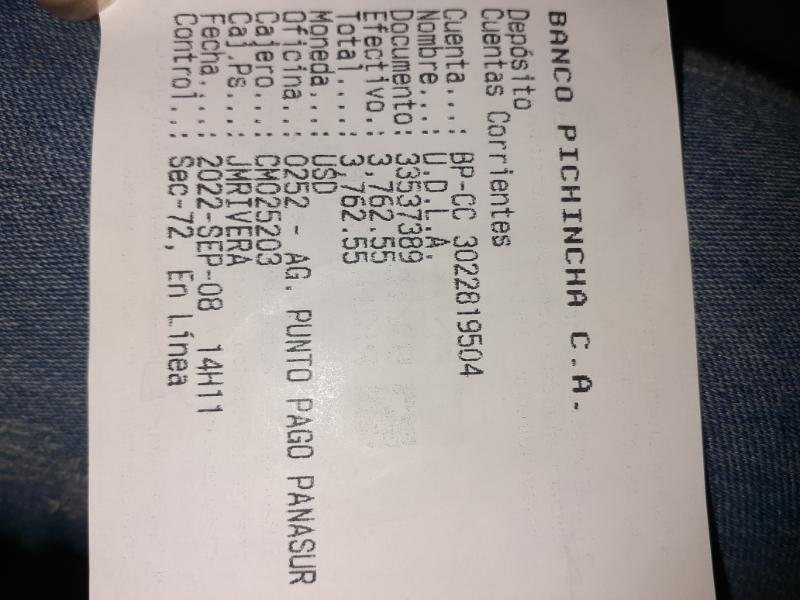 BANCO PICHINCHA C.A.
Depósito
Cuentas Corrientes
Cuenta...: BP-CC 3022819504
Nombre...: U.D.L.A.
Documento: 33537389
Efectivo.: 3,762.55
Total....: 3,762.55
Moneda...: USD
Oficina..: 0252 - AG. PUNTO PAGO PANASUR
Cajero...: CM025203
Caj.Ps...: JMRIVERA
Fecha....: 2022-SEP-08 14H11
Control..: Sec-72, En Línea